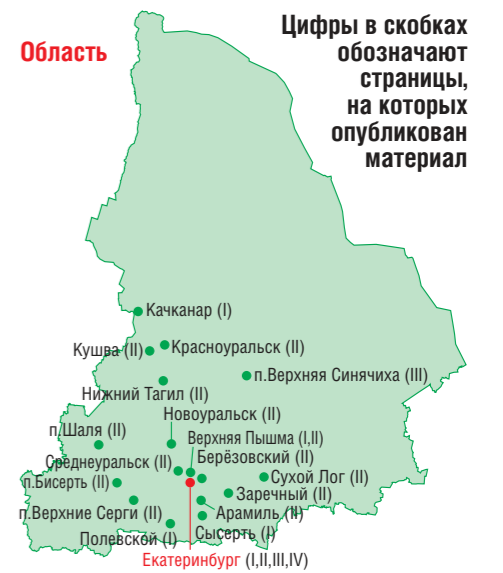 Область
Цифры в скобках
обозначают
страницы,
на которых
опубликован
материал
Качканар (I)
Кушва (II)
Красноуральск (II)
п.Верхняя Синячиха (III)
Нижний Тагил (II)
Новоуральск (II)
п.Шаля (II)
Верхняя Пышма (I,II)
Берёзовский (II)
Среднеуральск (II)
Сухой Лог (II)
п.Бисерть (II)
Заречный (II)
п.Верхние Серги (II)
Арамиль (II)
Сысерть (I)
Полевской (I)
Екатеринбург (I,II,III,IV)